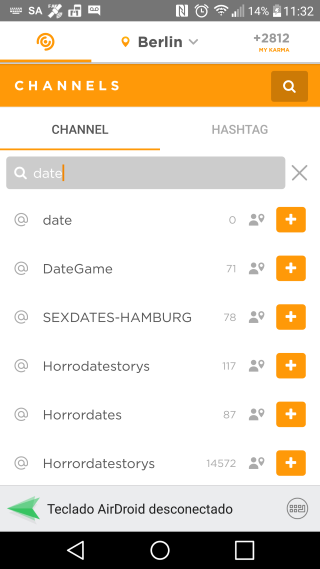 SA 14% 11:32
Berlin +2812
MY KARMA
CHANNELS
CHANNEL HASHTAG
date
@ date 0 +
@ DateGame 71 +
@ SEXDATES-HAMBURG 78 +
@ Horrodatestorys 117 +
@ Horrordates 87 +
@ Horrordatestorys 14572 +
Teclado AirDroid desconectado